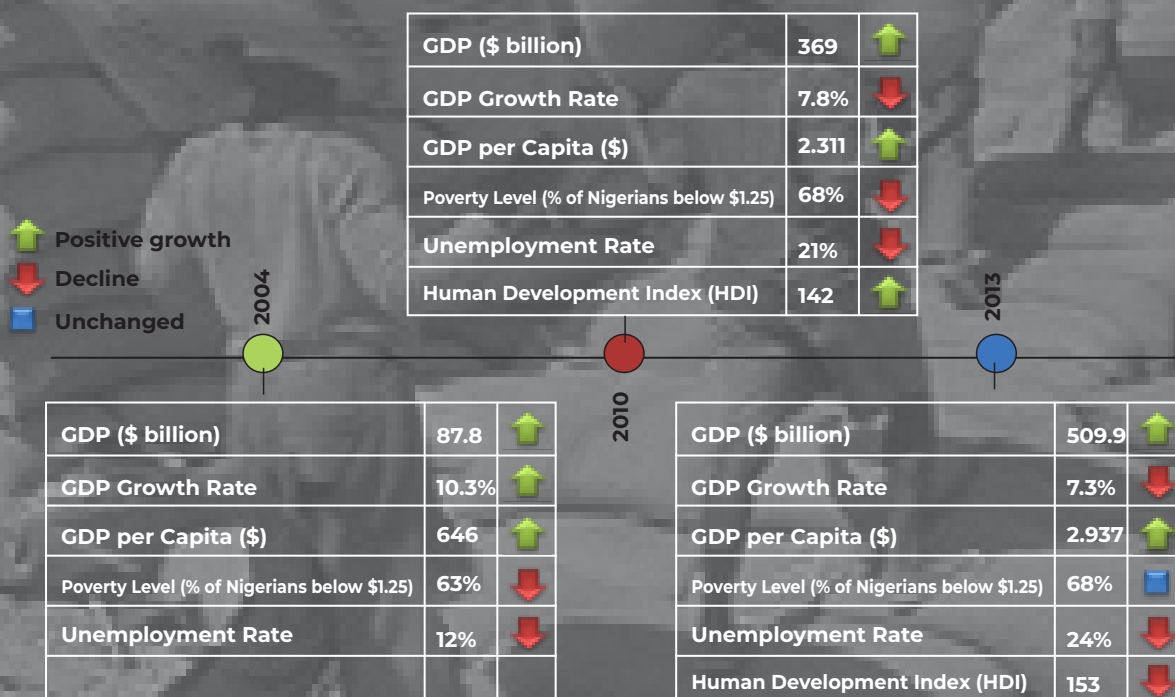 GDP ($ billion) 369
GDP Growth Rate 7.8%
GDP per Capita ($) 2.311
Poverty Level (% of Nigerians below $1.25) 68%
Unemployment Rate 21%
Human Development Index (HDI) 142
Positive growth
Decline
Unchanged
2004
2010
2013
GDP ($ billion) 87.8
GDP Growth Rate 10.3%
GDP per Capita ($) 646
Poverty Level (% of Nigerians below $1.25) 63%
Unemployment Rate 12%
GDP ($ billion) 509.9
GDP Growth Rate 7.3%
GDP per Capita ($) 2.937
Poverty Level (% of Nigerians below $1.25) 68%
Unemployment Rate 24%
Human Development Index (HDI) 153